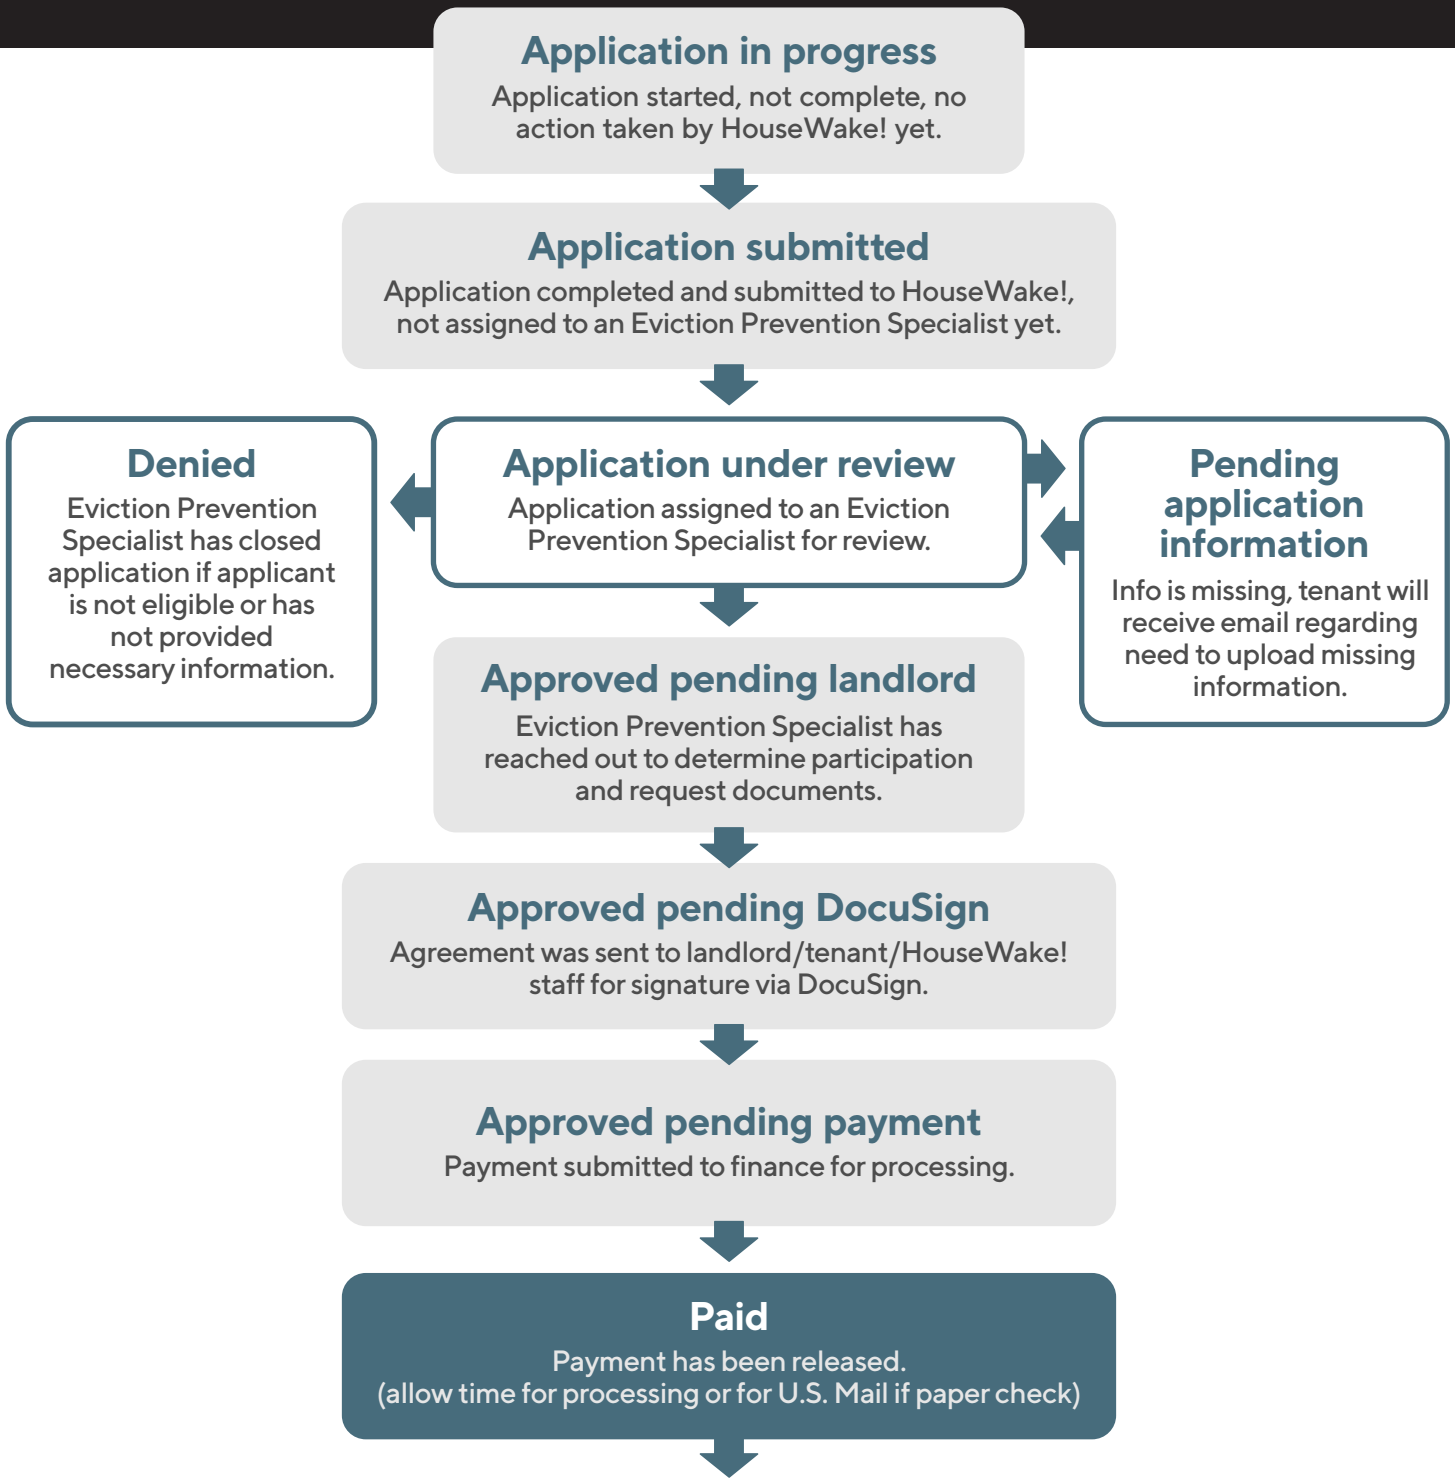 Application in progress
Application started, not complete, no
action taken by HouseWake! yet.
Application submitted
Application completed and submitted to HouseWake!,
not assigned to an Eviction Prevention Specialist yet.
Denied
Eviction Prevention
Specialist has closed
application if applicant
is not eligible or has
not provided
necessary information.
Application under review
Application assigned to an Eviction
Prevention Specialist for review.
Pending
application
information
Info is missing, tenant will
receive email regarding
need to upload missing
information.
Approved pending landlord
Eviction Prevention Specialist has
reached out to determine participation
and request documents.
Approved pending DocuSign
Agreement was sent to landlord/tenant/HouseWake!
staff for signature via DocuSign.
Approved pending payment
Payment submitted to finance for processing.
Paid
Payment has been released.
(allow time for processing or for U.S. Mail if paper check)